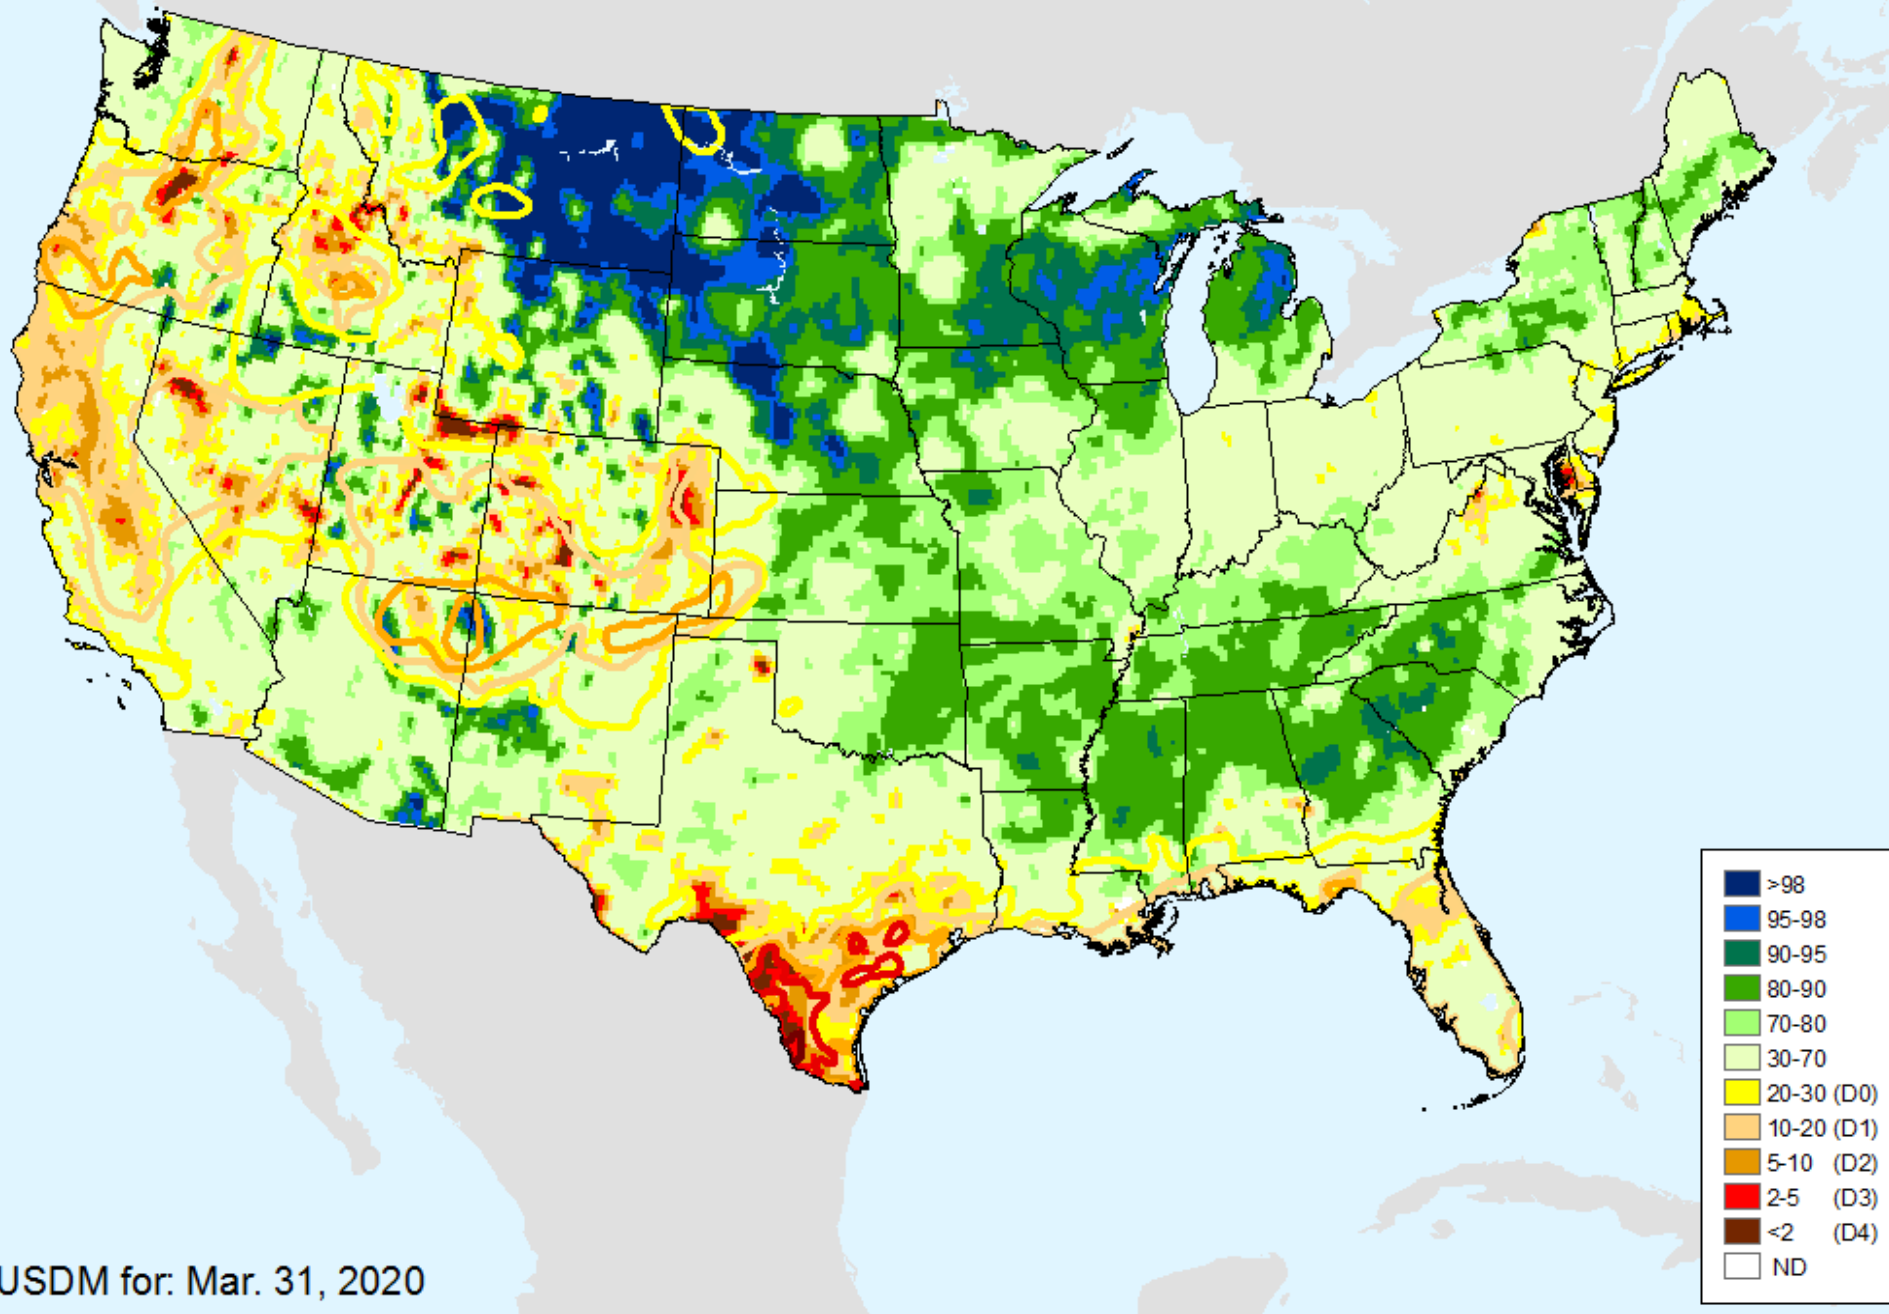 >98
95-98
90-95
80-90
70-80
30-70
20-30 (D0)
10-20 (D1)
5-10 (D2)
2-5 (D3)
<2 (D4)
ND
USDM for: Mar. 31, 2020